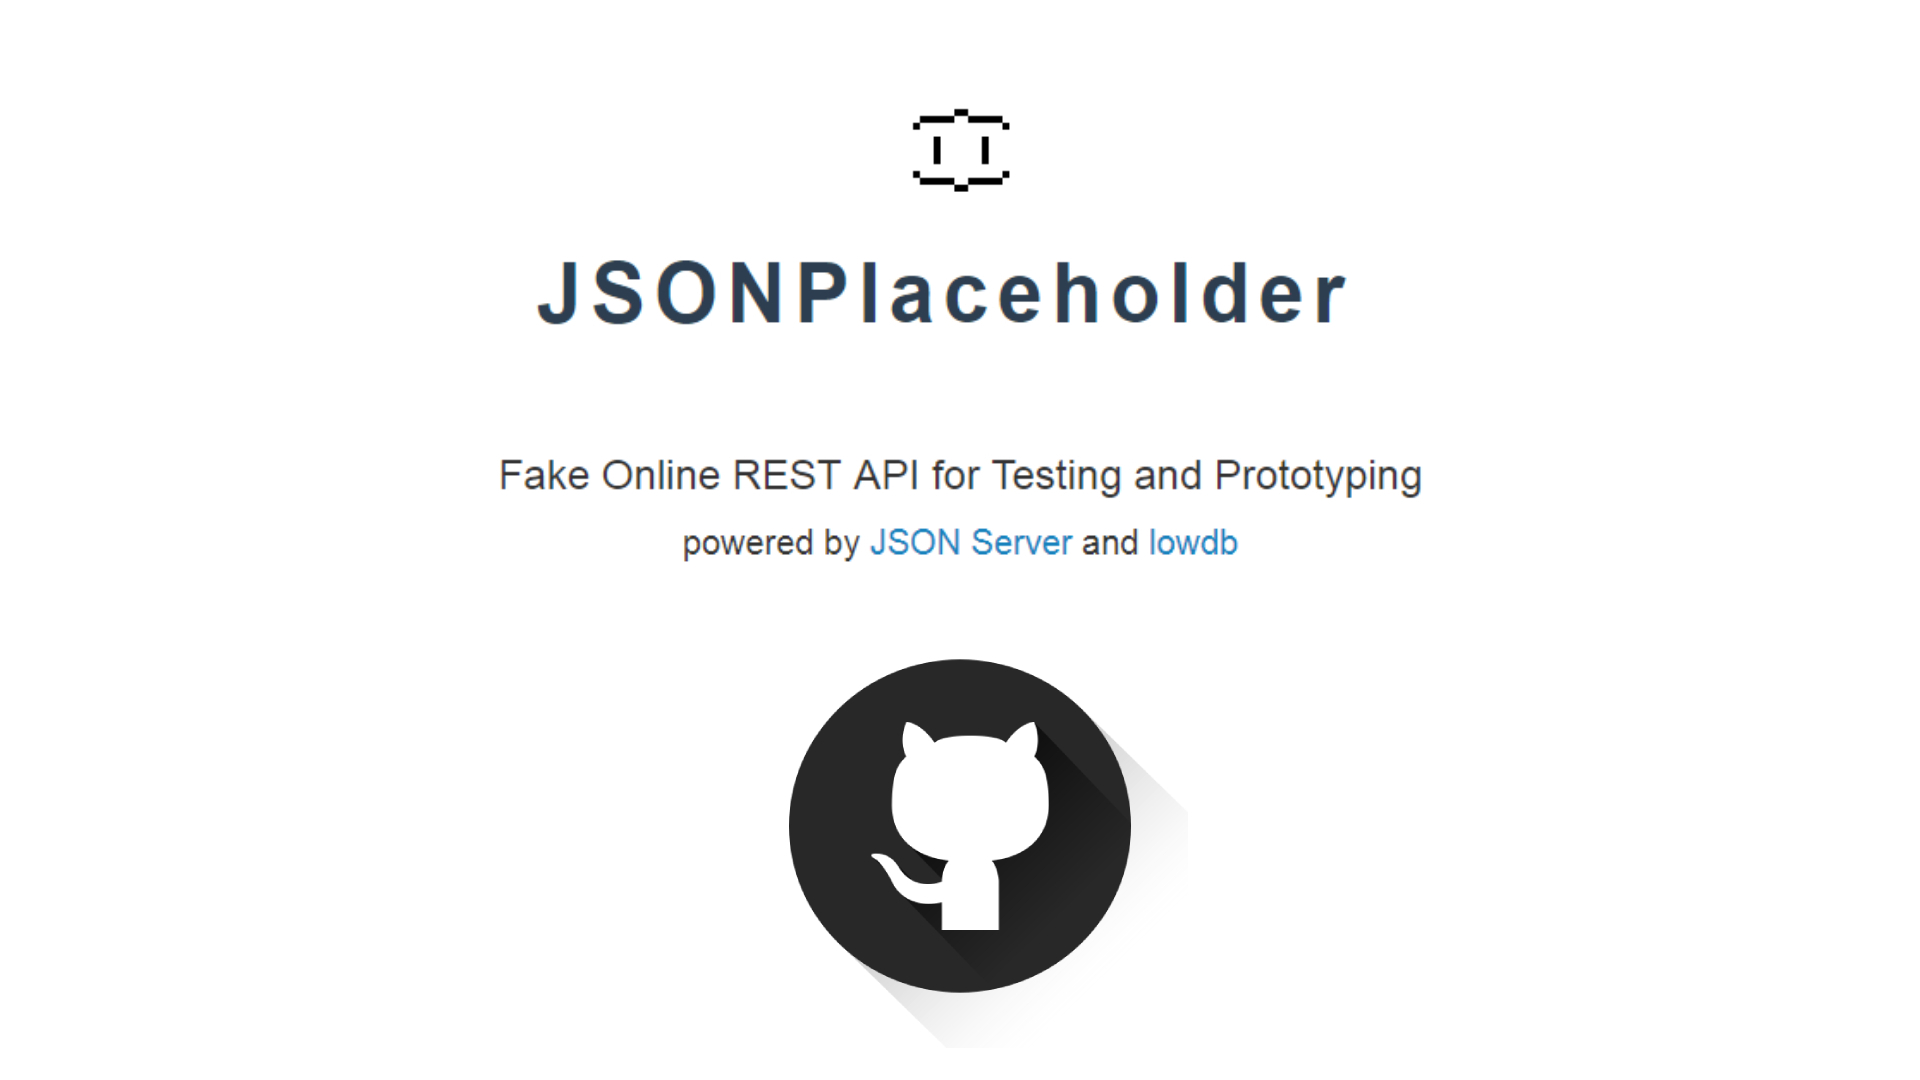 JSONPlaceholder
Fake Online REST API for Testing and Prototyping
powered by JSON Server and lowdb